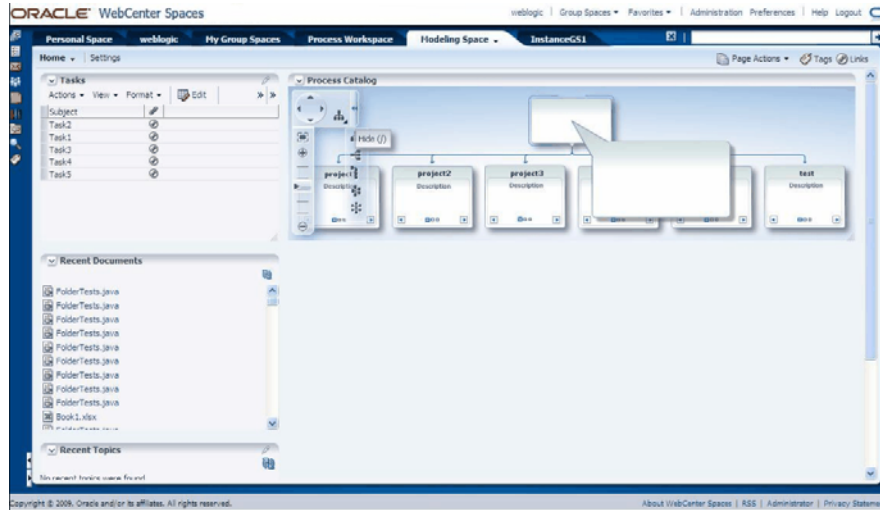 ORACLE WebCenter Spaces
weblogic | Group Spaces | Favorites | Administration Preferences | Help Logout
Personal Space weblogic My Group Spaces Process Workspace Modeling Space InstanceGS1
Home Settings
Page Actions Tags Links
Tasks
Actions View Format Edit » »
Subject
Task2
Task1
Task3
Task4
Task5
Process Catalog
Hide (/)
project
Description
project2
Description
project3
Description
test
Description
Recent Documents
FolderTests.java
FolderTests.java
FolderTests.java
FolderTests.java
FolderTests.java
FolderTests.java
FolderTests.java
FolderTests.java
FolderTests.java
Book1.xlsx
Recent Topics
No recent topics were found
Copyright © 2009, Oracle and/or its affiliates. All rights reserved.
About WebCenter Spaces | RSS | Administrator | Privacy Stateme